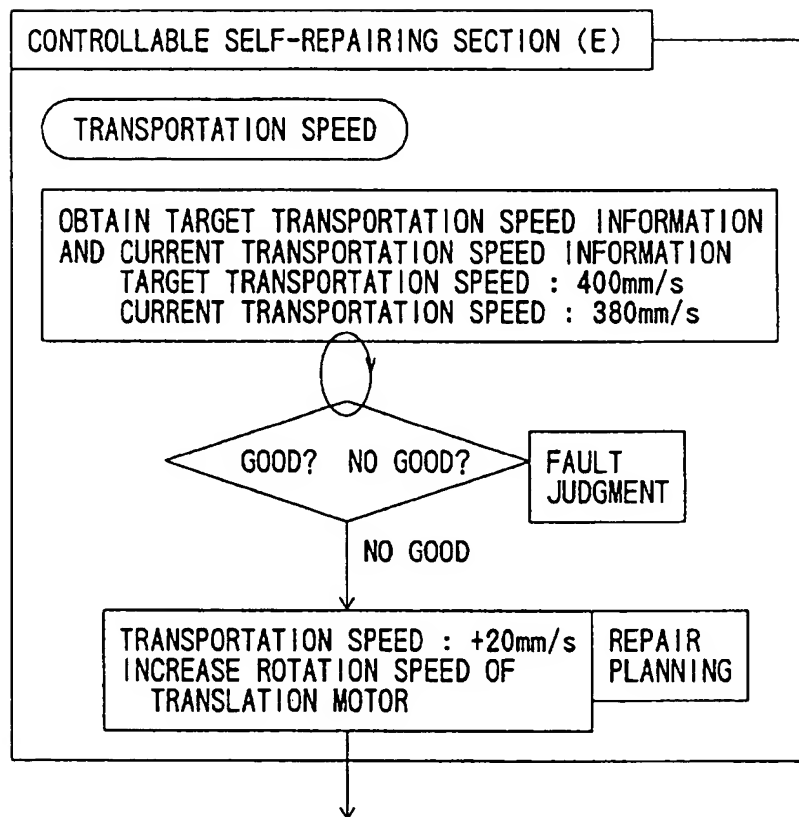 CONTROLLABLE SELF-REPAIRING SECTION (E)
TRANSPORTATION SPEED
OBTAIN TARGET TRANSPORTATION SPEED INFORMATION
AND CURRENT TRANSPORTATION SPEED INFORMATION
TARGET TRANSPORTATION SPEED : 400mm/s
CURRENT TRANSPORTATION SPEED : 380mm/s
GOOD? NO GOOD?
FAULT
JUDGMENT
NO GOOD
TRANSPORTATION SPEED : +20mm/s
INCREASE ROTATION SPEED OF
TRANSLATION MOTOR
REPAIR
PLANNING